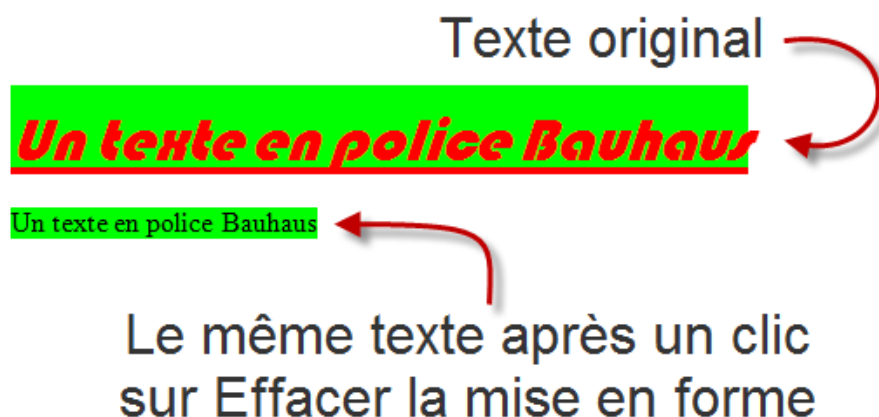 Texte original
Un texte en police Bauhaus
Un texte en police Bauhaus
Le même texte après un clic
sur Effacer la mise en forme